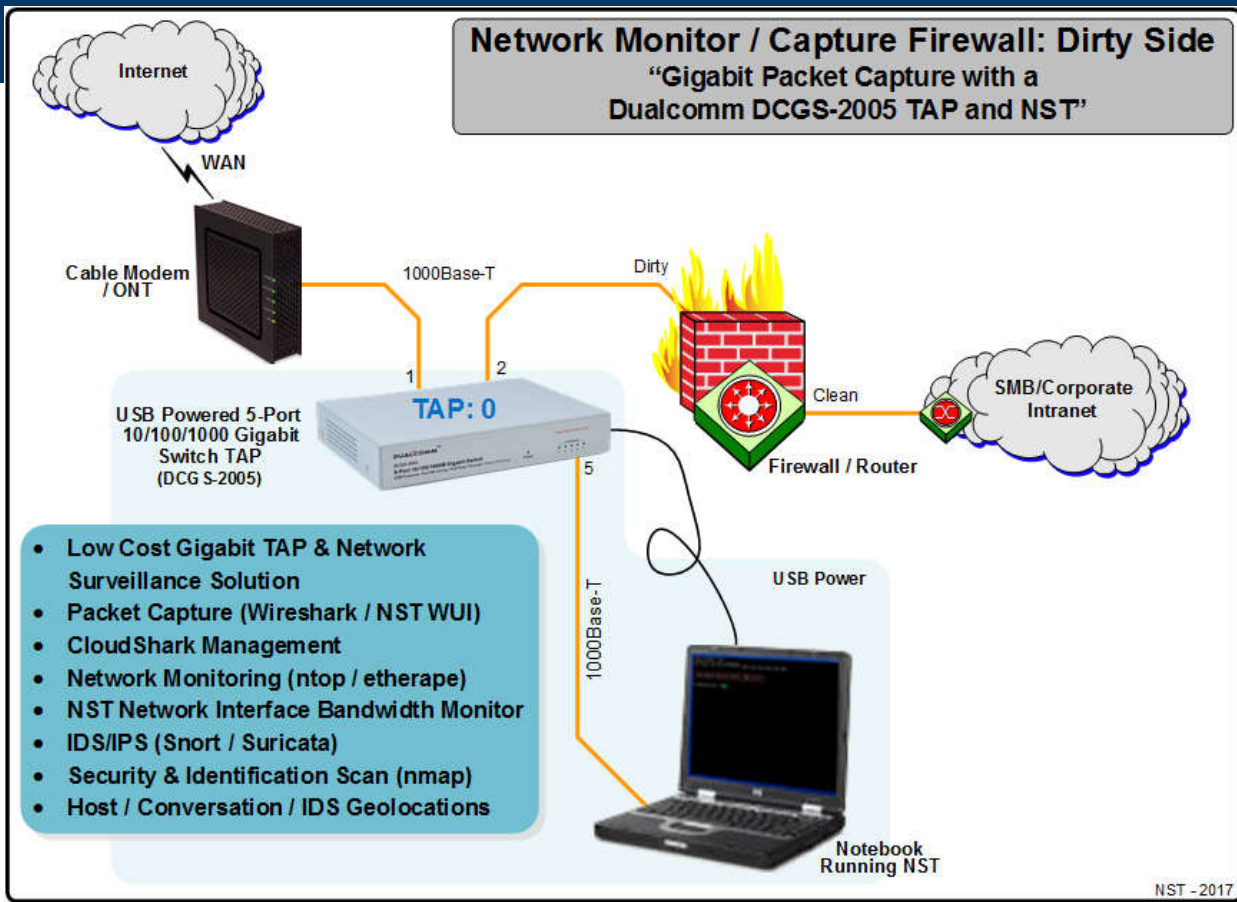 Network Monitor / Capture Firewall: Dirty Side
“Gigabit Packet Capture with a
Dualcomm DCGS-2005 TAP and NST”
Internet
WAN
Cable Modem
/ ONT
1000Base-T
Dirty
1
2
TAP: 0
DUALCOMM
5
USB Powered 5-Port
10/100/1000 Gigabit
Switch TAP
(DCGS-2005)
Clean
Firewall / Router
SMB/Corporate
Intranet
• Low Cost Gigabit TAP & Network
Surveillance Solution
• Packet Capture (Wireshark / NST WUI)
• CloudShark Management
• Network Monitoring (ntop / etherape)
• NST Network Interface Bandwidth Monitor
• IDS/IPS (Snort / Suricata)
• Security & Identification Scan (nmap)
• Host / Conversation / IDS Geolocations
1000Base-T
USB Power
Notebook
Running NST
NST - 2017